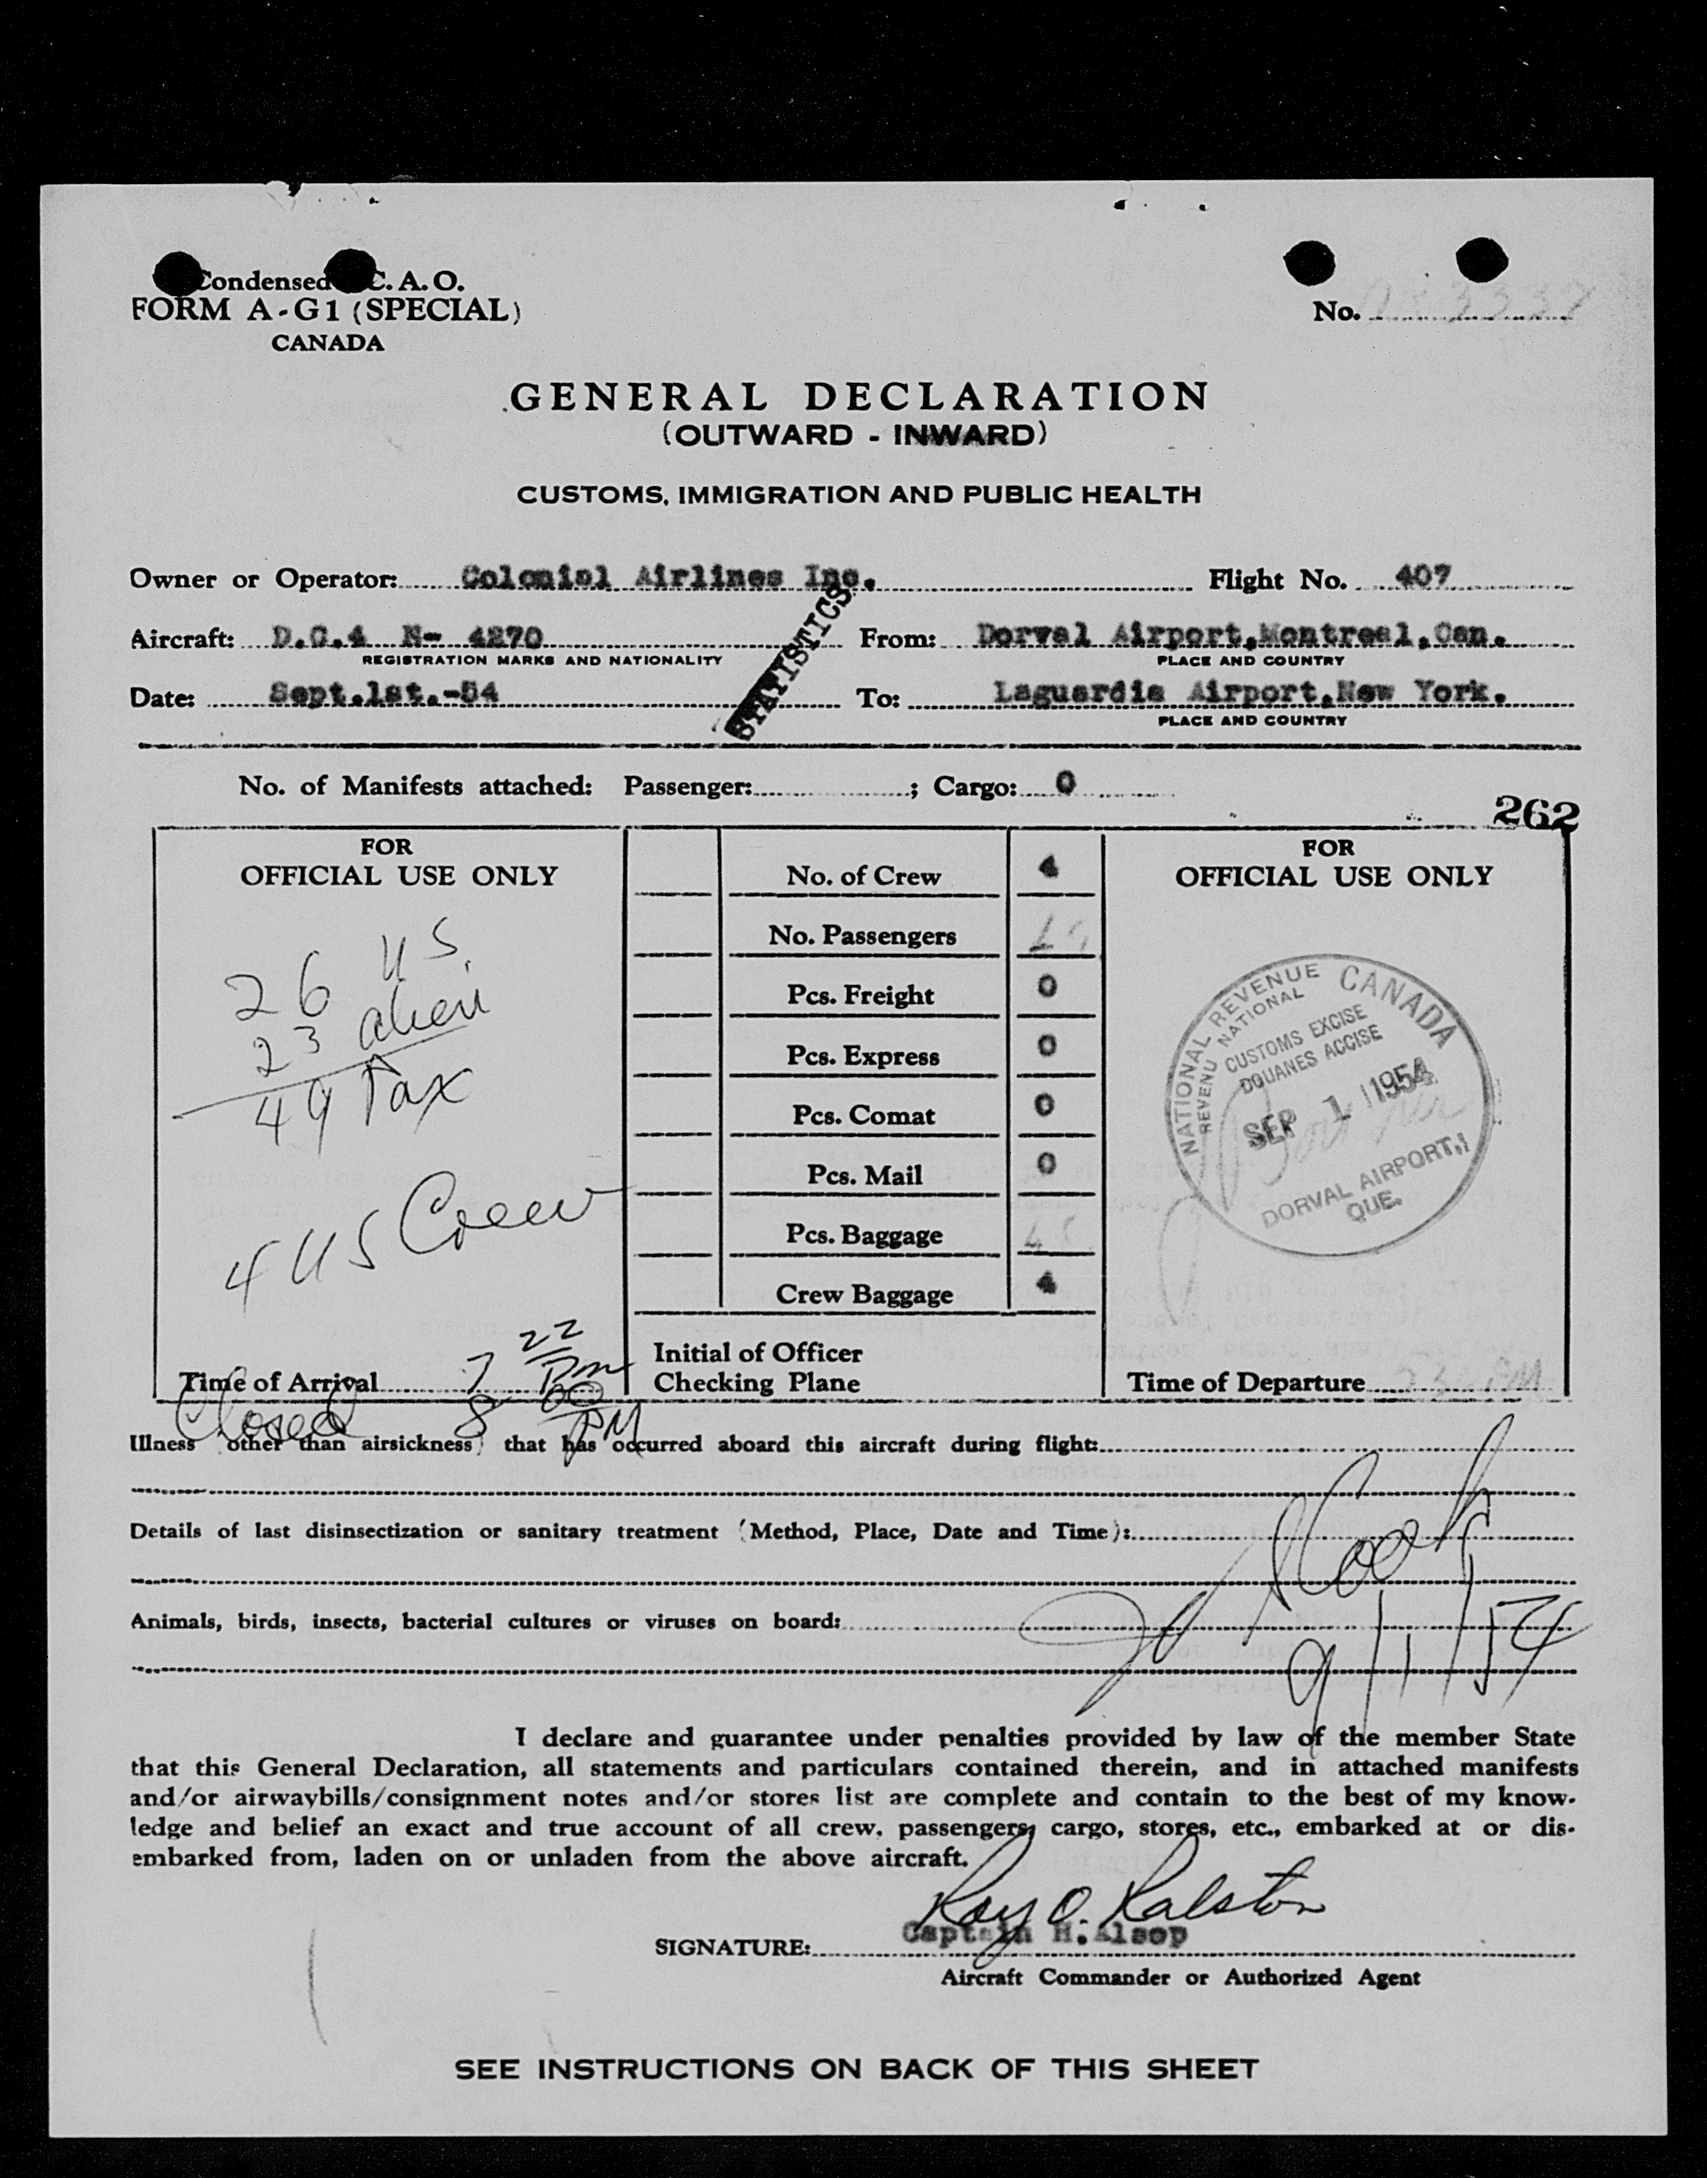 Condensed C. A. O.
FORM A-G1 (SPECIAL)
CANADA
No.
GENERAL DECLARATION
(OUTWARD - INWARD)
CUSTOMS, IMMIGRATION AND PUBLIC HEALTH
Owner or Operator: Colonial Airlines Inc. Flight No. 407
STATISTICS
Aircraft: D.C.4 N- 4270 From: Dorval Airport,Montreal,Can.
REGISTRATION MARKS AND NATIONALITY PLACE AND COUNTRY
Date: Sept.1st.-54 To: Laguardia Airport,New York.
PLACE AND COUNTRY
No. of Manifests attached: Passenger: ; Cargo: 0
262
FOR
OFFICIAL USE ONLY
26 US.
23 alien
49 Pax
4 US Crew
Time of Arrival 7 22 Pm
Closed 8 00 PM
No. of Crew 4
No. Passengers
Pcs. Freight 0
Pcs. Express 0
Pcs. Comat 0
Pcs. Mail 0
Pcs. Baggage
Crew Baggage 4
Initial of Officer
Checking Plane
FOR
OFFICIAL USE ONLY
NATIONAL REVENUE CANADA
REVENU NATIONAL
CUSTOMS EXCISE
DOUANES ACCISE
SEP 1 1954
DORVAL AIRPORT,
QUE.
Time of Departure PM
Illness other than airsickness) that has occurred aboard this aircraft during flight:
Details of last disinsectization or sanitary treatment (Method, Place, Date and Time):
Animals, birds, insects, bacterial cultures or viruses on board:
9/1/54
I declare and guarantee under penalties provided by law of the member State
that this General Declaration, all statements and particulars contained therein, and in attached manifests
and/or airwaybills/consignment notes and/or stores list are complete and contain to the best of my know-
ledge and belief an exact and true account of all crew, passengers, cargo, stores, etc., embarked at or dis-
embarked from, laden on or unladen from the above aircraft.
Roy O. Ralston
SIGNATURE: Captain H. Alsop
Aircraft Commander or Authorized Agent
SEE INSTRUCTIONS ON BACK OF THIS SHEET